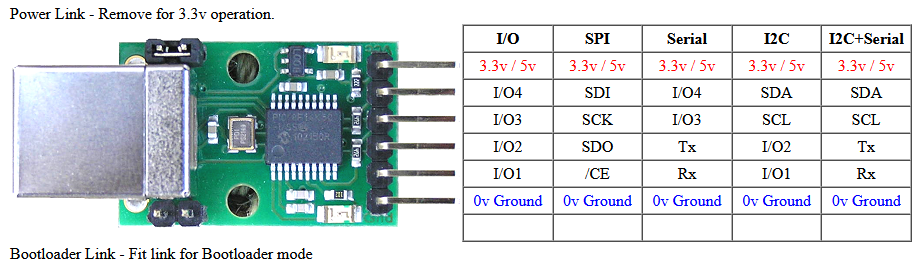 Power Link - Remove for 3.3v operation.
I/O SPI Serial I2C I2C+Serial
3.3v / 5v 3.3v / 5v 3.3v / 5v 3.3v / 5v 3.3v / 5v
I/O4 SDI I/O4 SDA SDA
I/O3 SCK I/O3 SCL SCL
I/O2 SDO Tx I/O2 Tx
I/O1 /CE Rx I/O1 Rx
0v Ground 0v Ground 0v Ground 0v Ground 0v Ground
Gnd
Bootloader Link - Fit link for Bootloader mode